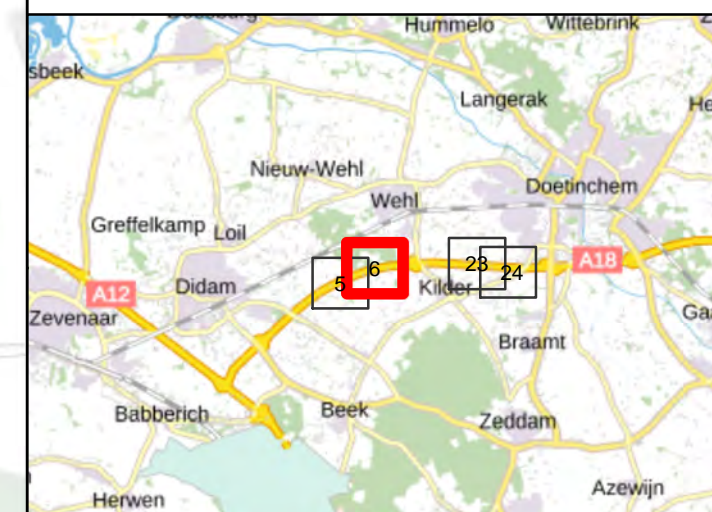 Hummelo
Wittebrink
sbeek
Langerak
He
Nieuw-Wehl
Wehl
Doetinchem
Greffelkamp
Loil
A18
23
24
6
5
Didam
Kilder
A12
Zevenaar
Ga
Braamt
Babberich
Beek
Zeddam
Azewijn
Herwen